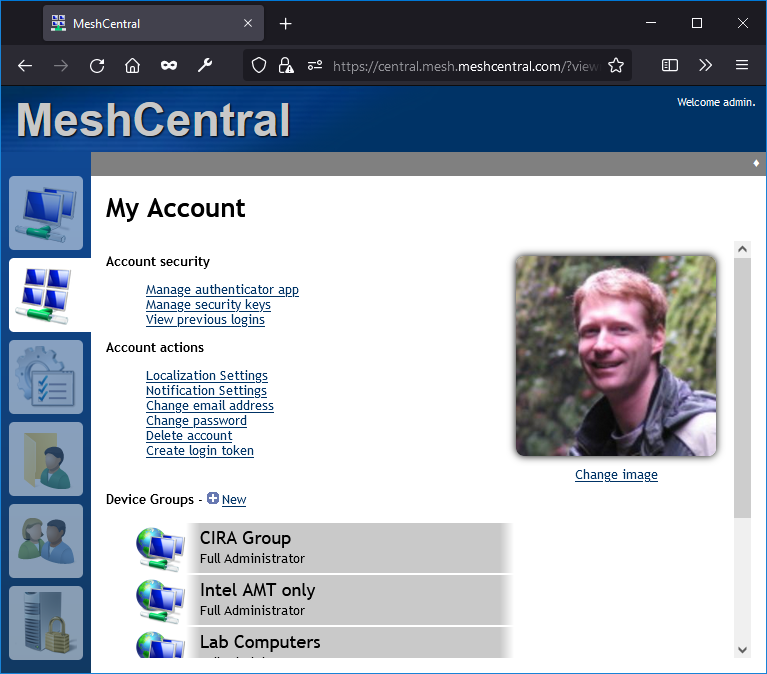 MeshCentral
https://central.mesh.meshcentral.com/?view
MeshCentral
Welcome admin.
My Account
Account security
Manage authenticator app
Manage security keys
View previous logins
Account actions
Localization Settings
Notification Settings
Change email address
Change password
Delete account
Create login token
Change image
Device Groups - New
CIRA Group
Full Administrator
Intel AMT only
Full Administrator
Lab Computers